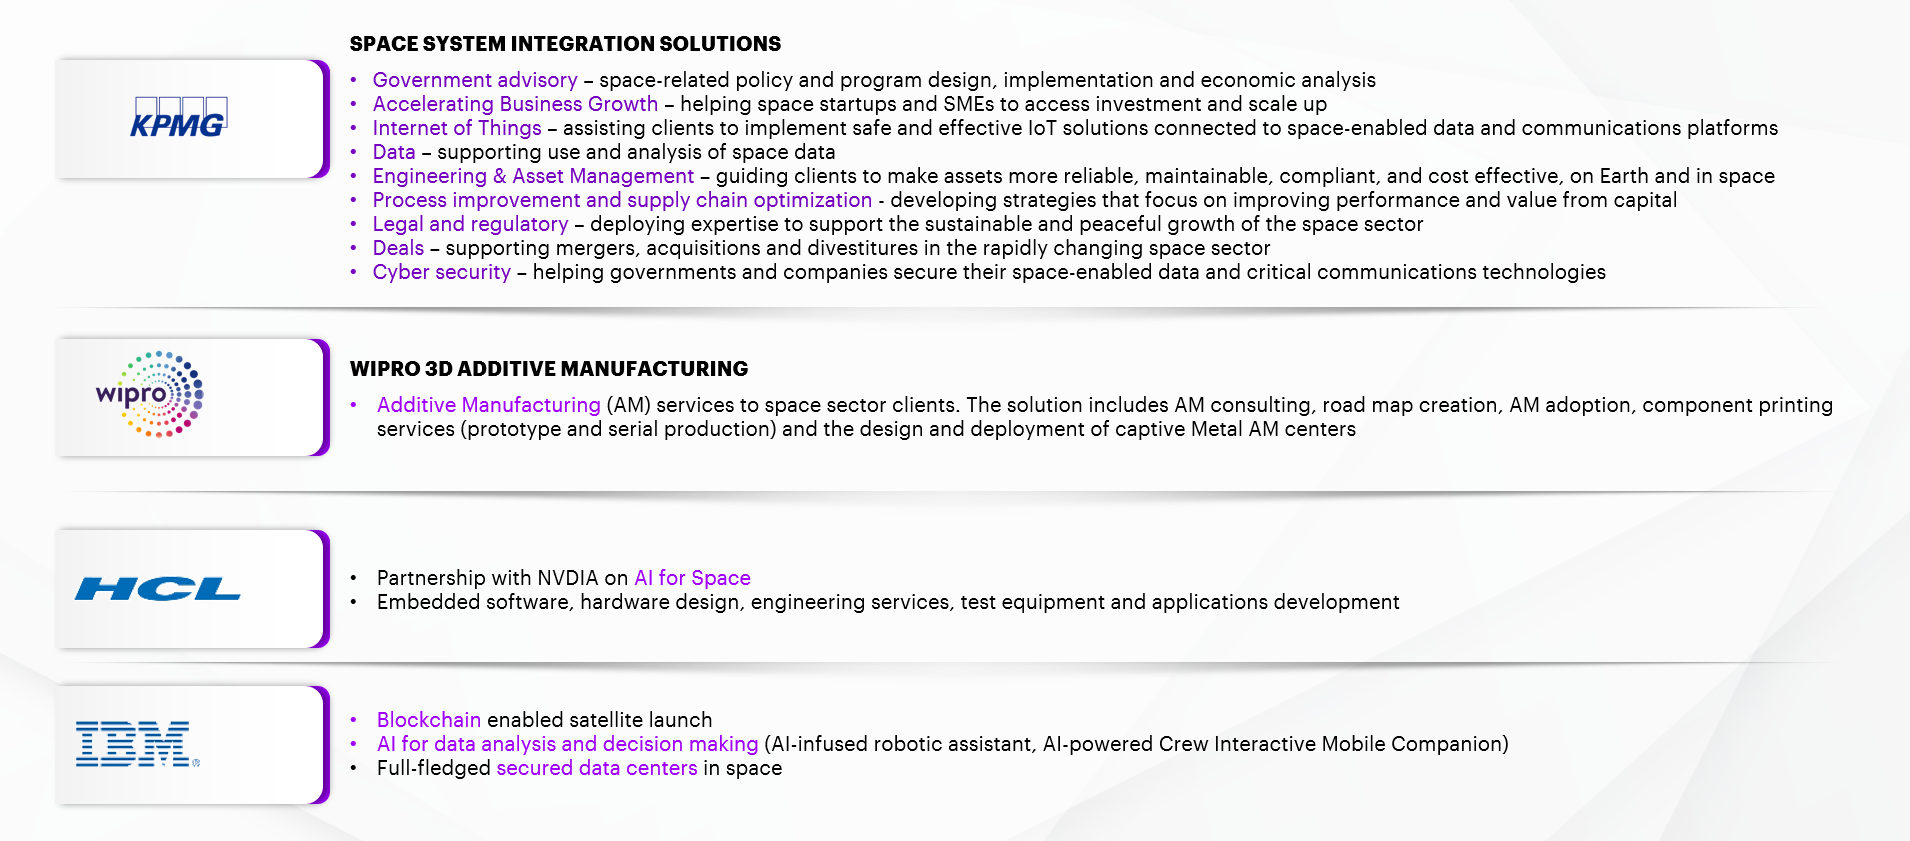 SPACE SYSTEM INTEGRATION SOLUTIONS
KPMG
• Government advisory – space-related policy and program design, implementation and economic analysis
• Accelerating Business Growth – helping space startups and SMEs to access investment and scale up
• Internet of Things – assisting clients to implement safe and effective IoT solutions connected to space-enabled data and communications platforms
• Data – supporting use and analysis of space data
• Engineering & Asset Management – guiding clients to make assets more reliable, maintainable, compliant, and cost effective, on Earth and in space
• Process improvement and supply chain optimization - developing strategies that focus on improving performance and value from capital
• Legal and regulatory – deploying expertise to support the sustainable and peaceful growth of the space sector
• Deals – supporting mergers, acquisitions and divestitures in the rapidly changing space sector
• Cyber security – helping governments and companies secure their space-enabled data and critical communications technologies
wipro
WIPRO 3D ADDITIVE MANUFACTURING
• Additive Manufacturing (AM) services to space sector clients. The solution includes AM consulting, road map creation, AM adoption, component printing
services (prototype and serial production) and the design and deployment of captive Metal AM centers
HCL
• Partnership with NVDIA on AI for Space
• Embedded software, hardware design, engineering services, test equipment and applications development
IBM®
• Blockchain enabled satellite launch
• AI for data analysis and decision making (AI-infused robotic assistant, AI-powered Crew Interactive Mobile Companion)
• Full-fledged secured data centers in space